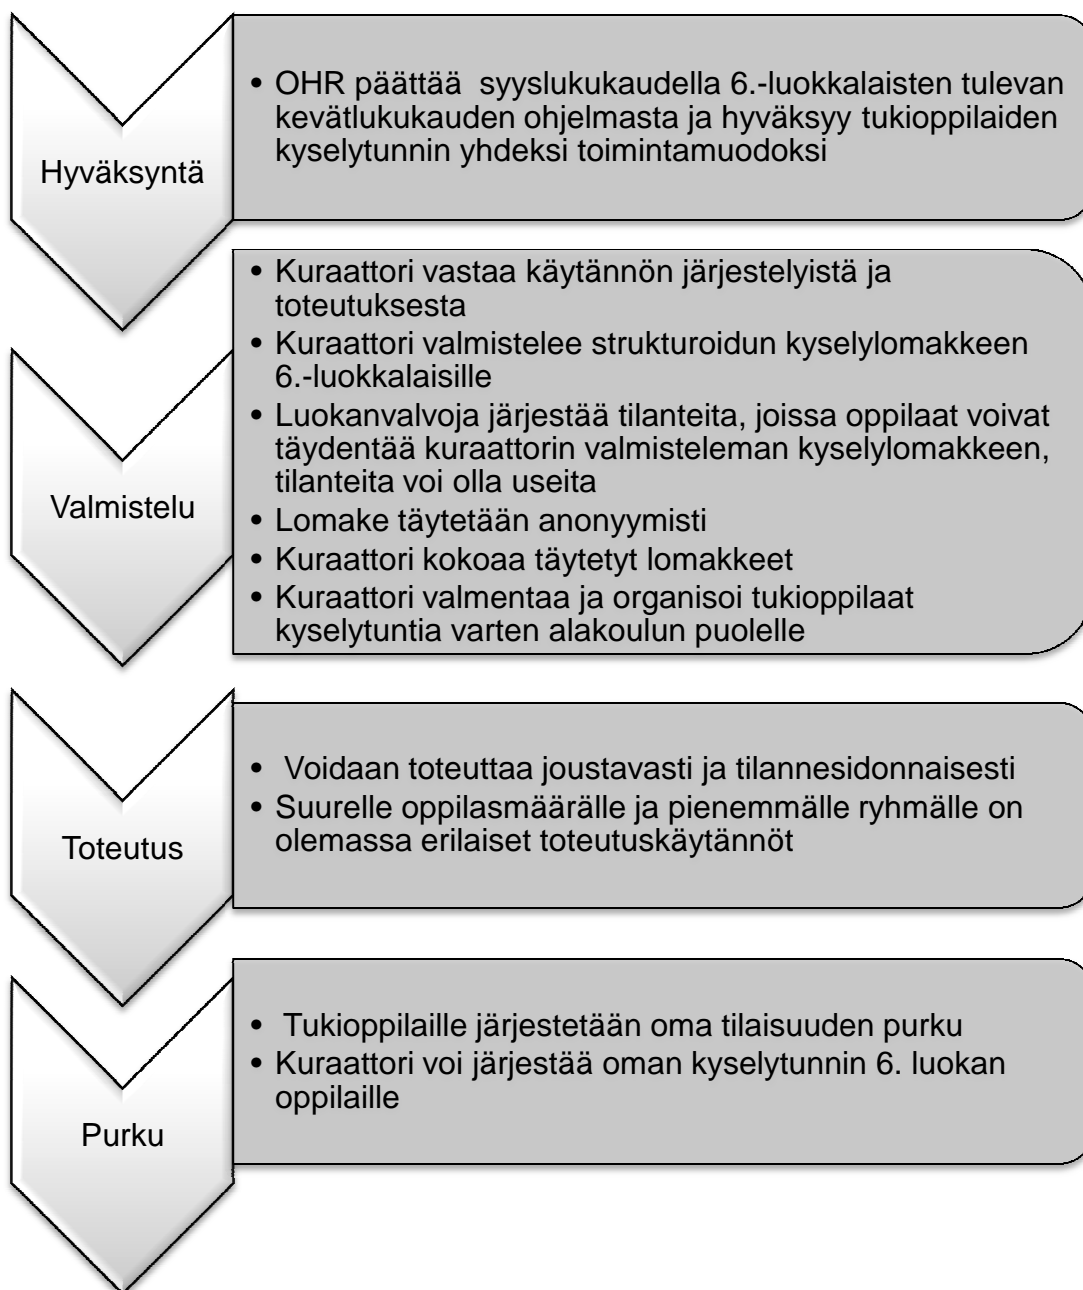 Hyväksyntä
• OHR päättää  syyslukukaudella 6.-luokkalaisten tulevan
kevätlukukauden ohjelmasta ja hyväksyy tukioppilaiden
kyselytunnin yhdeksi toimintamuodoksi
Valmistelu
• Kuraattori vastaa käytännön järjestelyistä ja
toteutuksesta
• Kuraattori valmistelee strukturoidun kyselylomakkeen
6.-luokkalaisille
• Luokanvalvoja järjestää tilanteita, joissa oppilaat voivat
täydentää kuraattorin valmisteleman kyselylomakkeen,
tilanteita voi olla useita
• Lomake täytetään anonyymisti
• Kuraattori kokoaa täytetyt lomakkeet
• Kuraattori valmentaa ja organisoi tukioppilaat
kyselytuntia varten alakoulun puolelle
Toteutus
• Voidaan toteuttaa joustavasti ja tilannesidonnaisesti
• Suurelle oppilasmäärälle ja pienemmälle ryhmälle on
olemassa erilaiset toteutuskäytännöt
Purku
• Tukioppilaille järjestetään oma tilaisuuden purku
• Kuraattori voi järjestää oman kyselytunnin 6. luokan
oppilaille